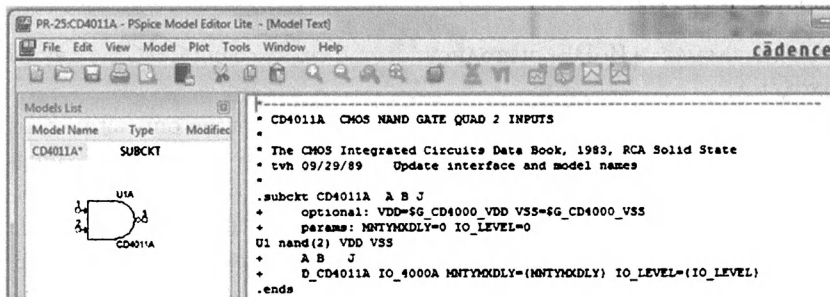 PR-25:CD4011A - PSpice Model Editor Lite - [Model Text]
File Edit View Model Plot Tools Window Help
cādence
Models List
Model Name Type Modified
CD4011A* SUBCKT
U1A
1
2
3
CD4011A
*----------------------------------------------------------------------
* CD4011A CMOS NAND GATE QUAD 2 INPUTS
*
* The CMOS Integrated Circuits Data Book, 1983, RCA Solid State
* tvh 09/29/89 Update interface and model names
*
.subckt CD4011A A B J
+ optional: VDD=$G_CD4000_VDD VSS=$G_CD4000_VSS
+ params: MNTYMXDLY=0 IO_LEVEL=0
U1 nand(2) VDD VSS
+ A B J
+ D_CD4011A IO_4000A MNTYMXDLY={MNTYMXDLY} IO_LEVEL={IO_LEVEL}
.ends